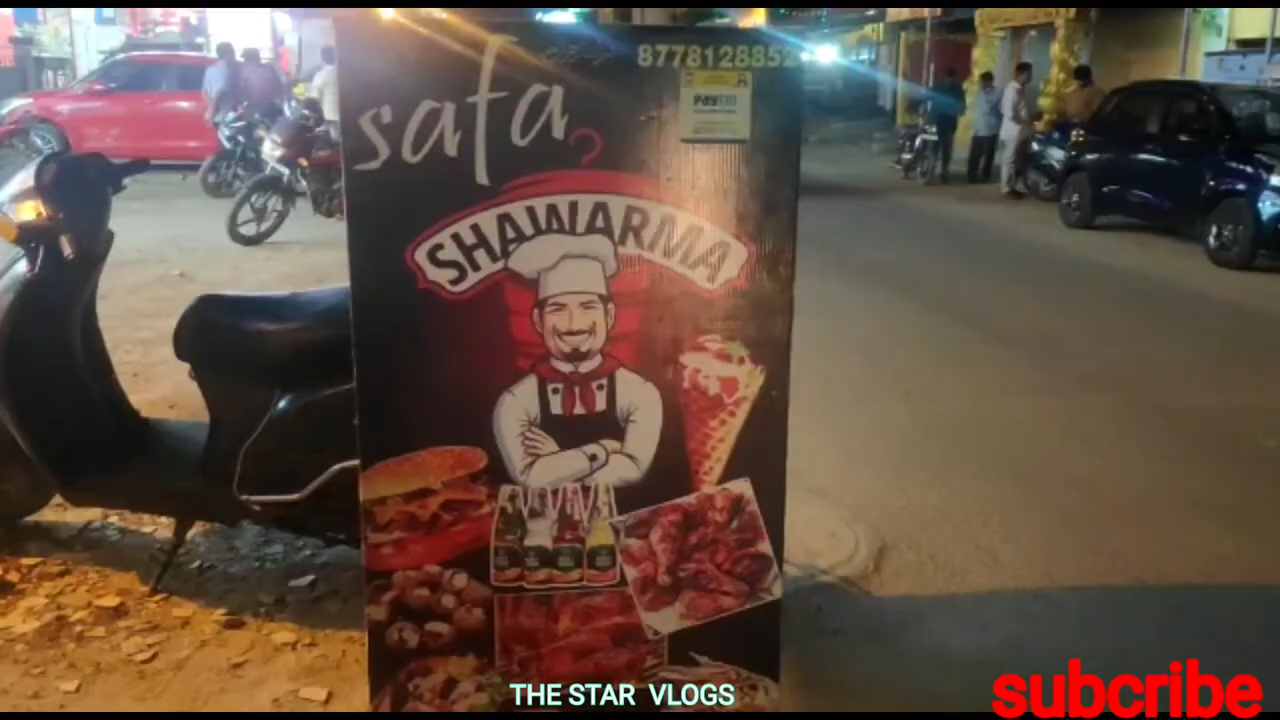 8778128852
safa
Paytm
SHAWARMA
THE STAR VLOGS
subcribe